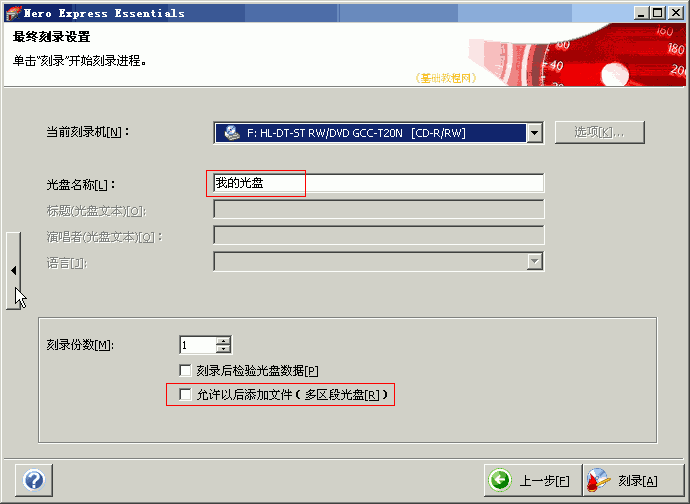 Nero Express Essentials
最终刻录设置
单击"刻录"开始刻录进程。
(基础教程网)
160
180
200
60
40
20
当前刻录机[N]：
F: HL-DT-ST RW/DVD GCC-T20N [CD-R/RW]
选项[K]...
光盘名称[L]：
我的光盘
标题(光盘文本)[O]:
演唱者(光盘文本)[Q]：
语言[J]:
刻录份数[M]:
1
刻录后检验光盘数据[P]
允许以后添加文件（多区段光盘[R]）
上一步[F]
刻录[A]